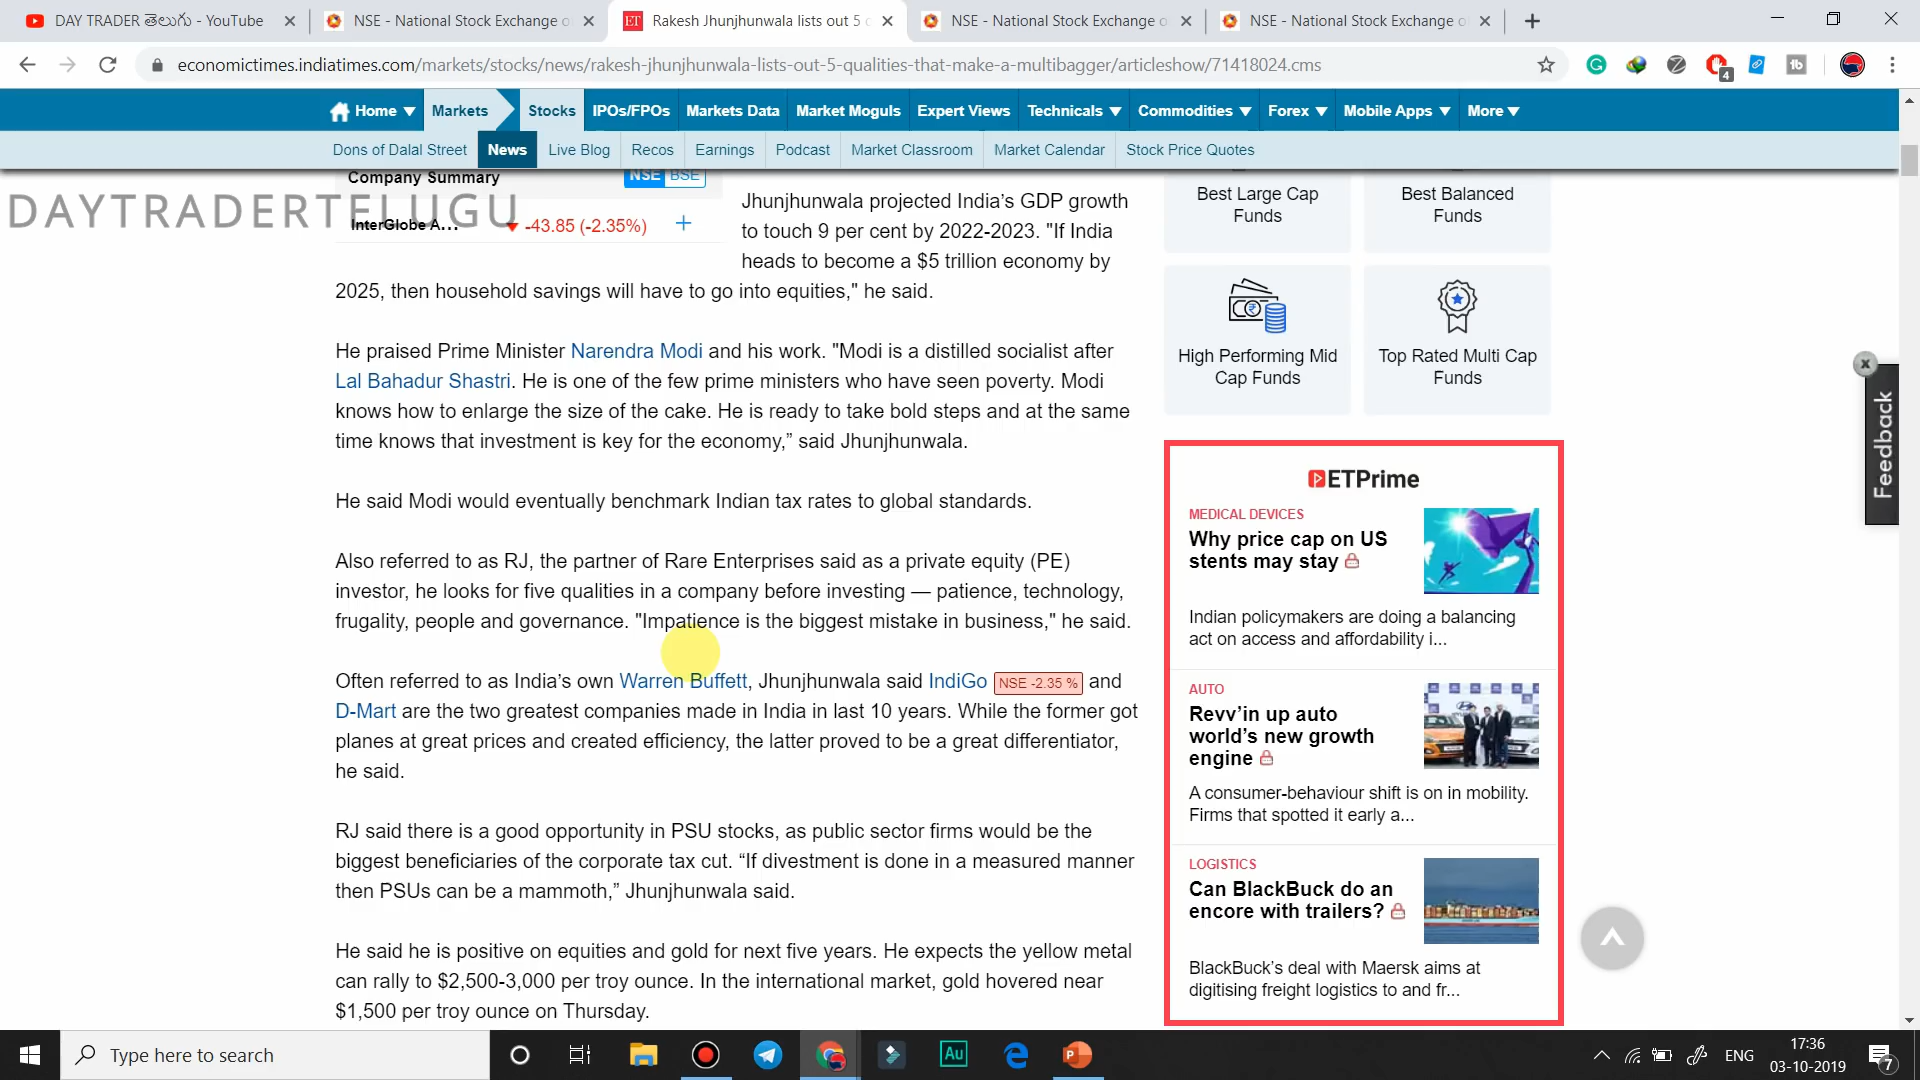 DAY TRADER తెలుగు - YouTube
NSE - National Stock Exchange o
Rakesh Jhunjhunwala lists out 5 c
NSE - National Stock Exchange o
NSE - National Stock Exchange o
economictimes.indiatimes.com/markets/stocks/news/rakesh-jhunjhunwala-lists-out-5-qualities-that-make-a-multibagger/articleshow/71418024.cms
4
Home Markets Stocks IPOs/FPOs Markets Data Market Moguls Expert Views Technicals Commodities Forex Mobile Apps More
Dons of Dalal Street News Live Blog Recos Earnings Podcast Market Classroom Market Calendar Stock Price Quotes
DAYTRADERTELUGU
Company Summary NSE BSE
InterGlobe A... -43.85 (-2.35%) +
Jhunjhunwala projected India's GDP growth
to touch 9 per cent by 2022-2023. "If India
heads to become a $5 trillion economy by
2025, then household savings will have to go into equities," he said.
He praised Prime Minister Narendra Modi and his work. "Modi is a distilled socialist after
Lal Bahadur Shastri. He is one of the few prime ministers who have seen poverty. Modi
knows how to enlarge the size of the cake. He is ready to take bold steps and at the same
time knows that investment is key for the economy,” said Jhunjhunwala.
He said Modi would eventually benchmark Indian tax rates to global standards.
Also referred to as RJ, the partner of Rare Enterprises said as a private equity (PE)
investor, he looks for five qualities in a company before investing — patience, technology,
frugality, people and governance. "Impatience is the biggest mistake in business," he said.
Often referred to as India’s own Warren Buffett, Jhunjhunwala said IndiGo NSE -2.35 % and
D-Mart are the two greatest companies made in India in last 10 years. While the former got
planes at great prices and created efficiency, the latter proved to be a great differentiator,
he said.
RJ said there is a good opportunity in PSU stocks, as public sector firms would be the
biggest beneficiaries of the corporate tax cut. “If divestment is done in a measured manner
then PSUs can be a mammoth,” Jhunjhunwala said.
He said he is positive on equities and gold for next five years. He expects the yellow metal
can rally to $2,500-3,000 per troy ounce. In the international market, gold hovered near
$1,500 per troy ounce on Thursday.
Best Large Cap
Funds
Best Balanced
Funds
High Performing Mid
Cap Funds
Top Rated Multi Cap
Funds
ETPrime
MEDICAL DEVICES
Why price cap on US
stents may stay
Indian policymakers are doing a balancing
act on access and affordability i...
AUTO
Revv’in up auto
world’s new growth
engine
A consumer-behaviour shift is on in mobility.
Firms that spotted it early a...
LOGISTICS
Can BlackBuck do an
encore with trailers?
BlackBuck’s deal with Maersk aims at
digitising freight logistics to and fr...
x
Feedback
Type here to search
Au
ENG
17:36
03-10-2019
7